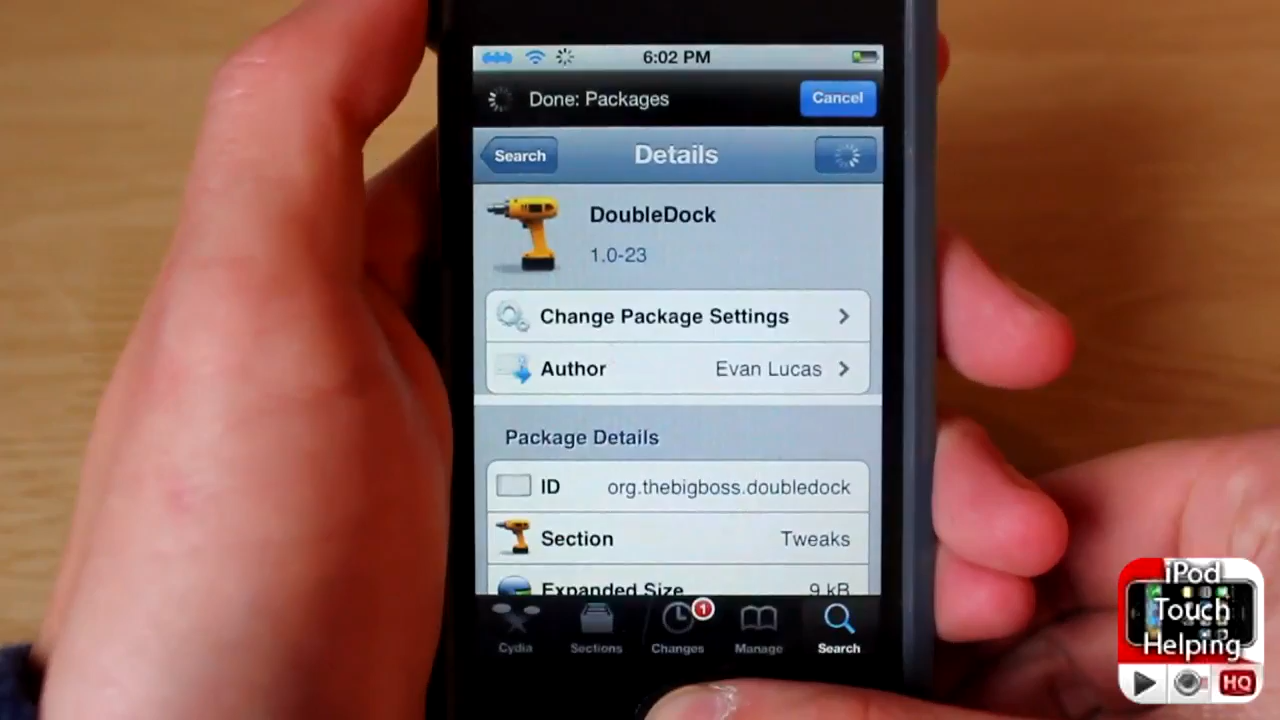 6:02 PM
Done: Packages
Cancel
Search
Details
DoubleDock
1.0-23
Change Package Settings
Author Evan Lucas
Package Details
ID org.thebigboss.doubledock
Section Tweaks
Expanded Size 9 kB
1
Cydia Sections Changes Manage Search
iPod
Touch
Helping
HQ